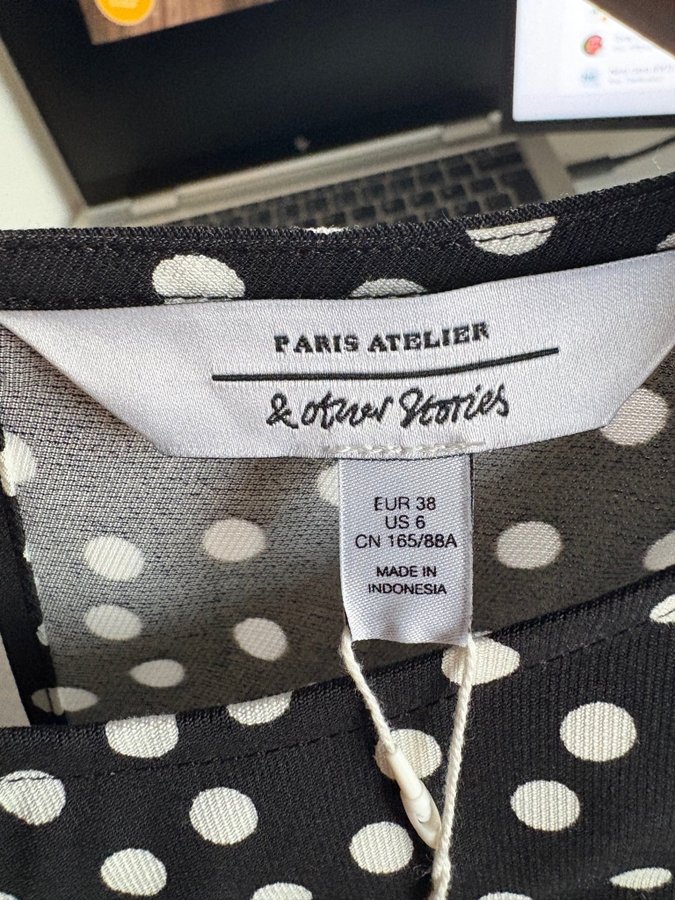 PARIS ATELIER
& other Stories
EUR 38
US 6
CN 165/88A
MADE IN
INDONESIA